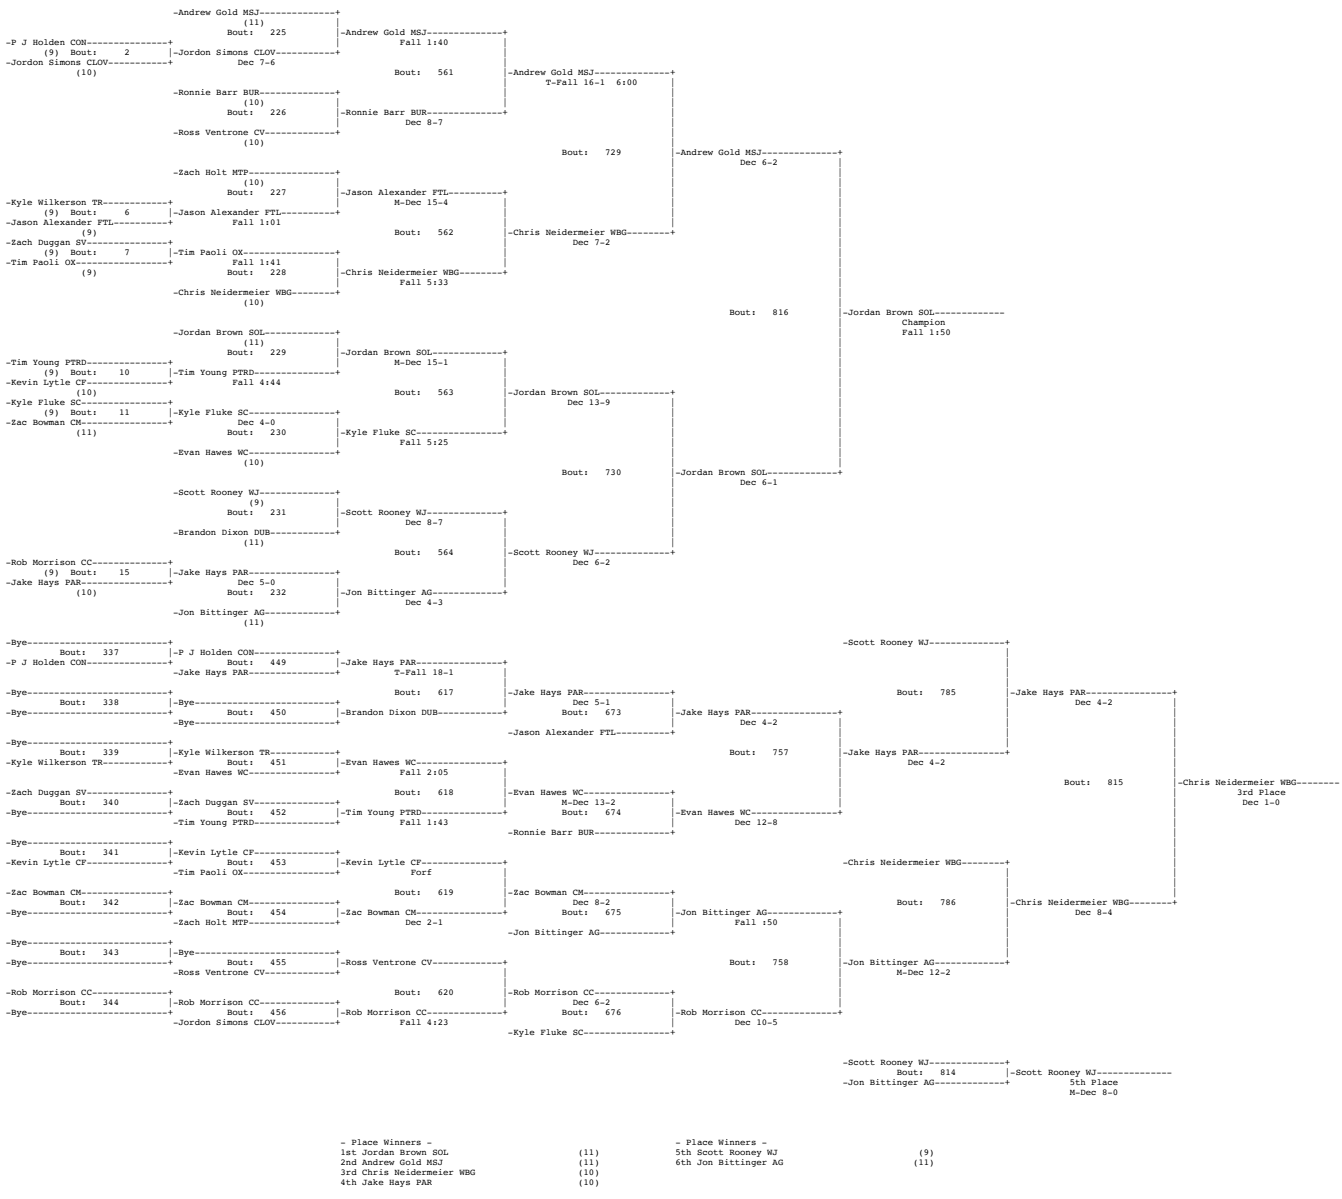 -Andrew Gold MSJ--------------+
(11)
Bout: 225 |-Andrew Gold MSJ--------------+
-P J Holden CON---------------+ Fall 1:40
(9) Bout: 2 |-Jordon Simons CLOV-----------+
-Jordon Simons CLOV-----------+ Dec 7-6
(10) Bout: 561 |-Andrew Gold MSJ--------------+
T-Fall 16-1 6:00
-Ronnie Barr BUR--------------+
(10)
Bout: 226 |-Ronnie Barr BUR--------------+
Dec 8-7
-Ross Ventrone CV-------------+
(10)
Bout: 729 |-Andrew Gold MSJ--------------+
Dec 6-2
-Zach Holt MTP----------------+
(10)
Bout: 227 |-Jason Alexander FTL----------+
-Kyle Wilkerson TR------------+ M-Dec 15-4
(9) Bout: 6 |-Jason Alexander FTL----------+
-Jason Alexander FTL----------+ Fall 1:01
(9) Bout: 562 |-Chris Neidermeier WBG--------+
-Zach Duggan SV---------------+ Dec 7-2
(9) Bout: 7 |-Tim Paoli OX-----------------+
-Tim Paoli OX-----------------+ Fall 1:41
(9) Bout: 228 |-Chris Neidermeier WBG--------+
Fall 5:33
-Chris Neidermeier WBG--------+
(10)
Bout: 816 |-Jordan Brown SOL-------------
Champion
-Jordan Brown SOL-------------+ Fall 1:50
(11)
Bout: 229 |-Jordan Brown SOL-------------+
-Tim Young PTRD---------------+ M-Dec 15-1
(9) Bout: 10 |-Tim Young PTRD---------------+
-Kevin Lytle CF---------------+ Fall 4:44
(10) Bout: 563 |-Jordan Brown SOL-------------+
-Kyle Fluke SC----------------+ Dec 13-9
(9) Bout: 11 |-Kyle Fluke SC----------------+
-Zac Bowman CM----------------+ Dec 4-0
(11) Bout: 230 |-Kyle Fluke SC----------------+
Fall 5:25
-Evan Hawes WC----------------+
(10)
Bout: 730 |-Jordan Brown SOL-------------+
Dec 6-1
-Scott Rooney WJ--------------+
(9)
Bout: 231 |-Scott Rooney WJ--------------+
Dec 8-7
-Brandon Dixon DUB------------+
(11)
Bout: 564 |-Scott Rooney WJ--------------+
-Rob Morrison CC--------------+ Dec 6-2
(9) Bout: 15 |-Jake Hays PAR----------------+
-Jake Hays PAR----------------+ Dec 5-0
(10) Bout: 232 |-Jon Bittinger AG-------------+
Dec 4-3
-Jon Bittinger AG-------------+
(11)
-Bye--------------------------+ -Scott Rooney WJ--------------+
Bout: 337 |-P J Holden CON---------------+
-P J Holden CON---------------+ Bout: 449 |-Jake Hays PAR----------------+
-Jake Hays PAR----------------+ T-Fall 18-1
-Bye--------------------------+ Bout: 617 |-Jake Hays PAR----------------+ Bout: 785 |-Jake Hays PAR----------------+
Bout: 338 |-Bye--------------------------+ Dec 5-1 Dec 4-2
-Bye--------------------------+ Bout: 450 |-Brandon Dixon DUB------------+ Bout: 673 |-Jake Hays PAR----------------+
-Bye--------------------------+ Dec 4-2
-Jason Alexander FTL----------+
-Bye--------------------------+
Bout: 339 |-Kyle Wilkerson TR------------+ Bout: 757 |-Jake Hays PAR----------------+
-Kyle Wilkerson TR------------+ Bout: 451 |-Evan Hawes WC----------------+ Dec 4-2
-Evan Hawes WC----------------+ Fall 2:05
Bout: 815 |-Chris Neidermeier WBG--------
-Zach Duggan SV---------------+ Bout: 618 |-Evan Hawes WC----------------+ 3rd Place
Bout: 340 |-Zach Duggan SV---------------+ M-Dec 13-2 Dec 1-0
-Bye--------------------------+ Bout: 452 |-Tim Young PTRD---------------+ Bout: 674 |-Evan Hawes WC----------------+
-Tim Young PTRD---------------+ Fall 1:43 Dec 12-8
-Ronnie Barr BUR--------------+
-Bye--------------------------+
Bout: 341 |-Kevin Lytle CF---------------+
-Kevin Lytle CF---------------+ Bout: 453 |-Kevin Lytle CF---------------+ -Chris Neidermeier WBG--------+
-Tim Paoli OX-----------------+ Forf
-Zac Bowman CM----------------+ Bout: 619 |-Zac Bowman CM----------------+
Bout: 342 |-Zac Bowman CM----------------+ Dec 8-2 Bout: 786 |-Chris Neidermeier WBG--------+
-Bye--------------------------+ Bout: 454 |-Zac Bowman CM----------------+ Bout: 675 |-Jon Bittinger AG-------------+ Dec 8-4
-Zach Holt MTP----------------+ Dec 2-1 Fall :50
-Jon Bittinger AG-------------+
-Bye--------------------------+
Bout: 343 |-Bye--------------------------+
-Bye--------------------------+ Bout: 455 |-Ross Ventrone CV-------------+ Bout: 758 |-Jon Bittinger AG-------------+
-Ross Ventrone CV-------------+ M-Dec 12-2
-Rob Morrison CC--------------+ Bout: 620 |-Rob Morrison CC--------------+
Bout: 344 |-Rob Morrison CC--------------+ Dec 6-2
-Bye--------------------------+ Bout: 456 |-Rob Morrison CC--------------+ Bout: 676 |-Rob Morrison CC--------------+
-Jordon Simons CLOV-----------+ Fall 4:23 Dec 10-5
-Kyle Fluke SC----------------+
-Scott Rooney WJ--------------+
Bout: 814 |-Scott Rooney WJ--------------
-Jon Bittinger AG-------------+ 5th Place
M-Dec 8-0
- Place Winners - - Place Winners -
1st Jordan Brown SOL (11) 5th Scott Rooney WJ (9)
2nd Andrew Gold MSJ (11) 6th Jon Bittinger AG (11)
3rd Chris Neidermeier WBG (10)
4th Jake Hays PAR (10)